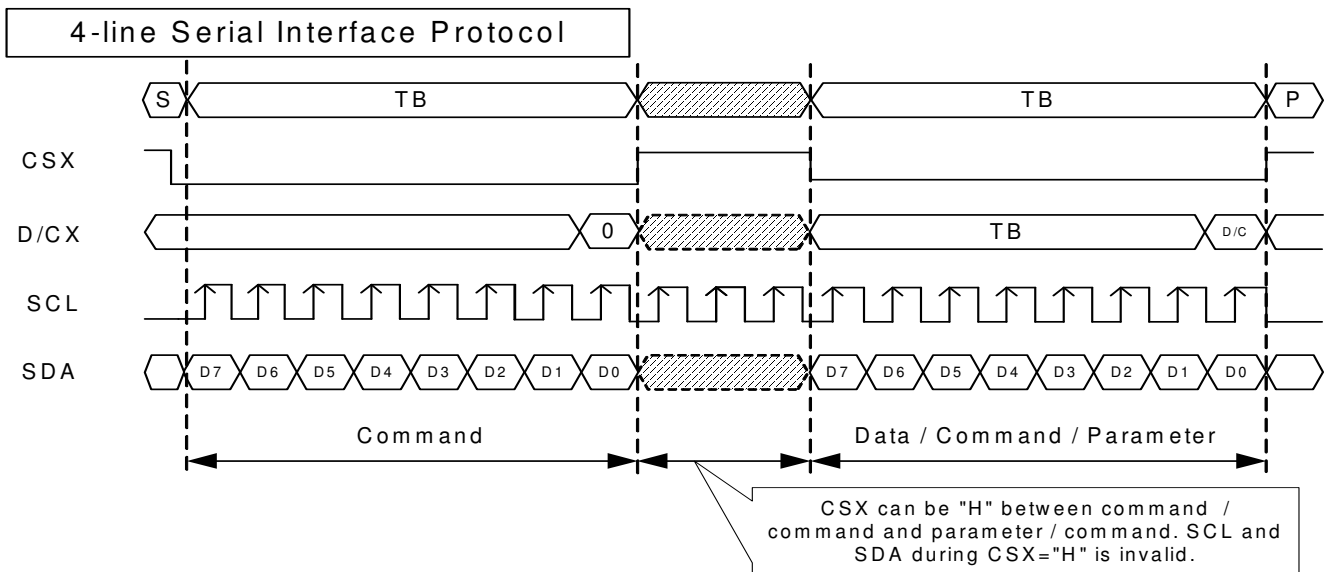 4-line Serial Interface Protocol
S TB TB P
CSX
D/CX 0 TB D/C
SCL
SDA D7 D6 D5 D4 D3 D2 D1 D0 D7 D6 D5 D4 D3 D2 D1 D0
Command Data / Command / Parameter
CSX can be "H" between command /
command and parameter / command. SCL and
SDA during CSX="H" is invalid.